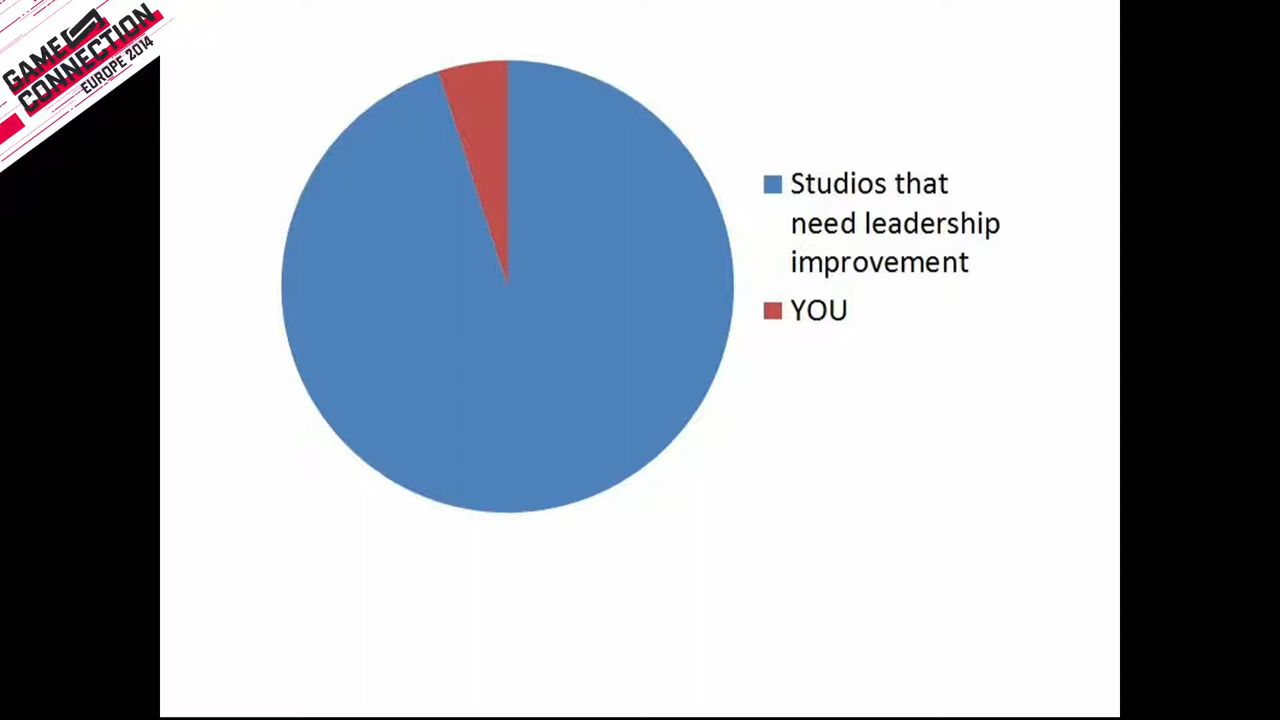 GAME
CONNECTION
EUROPE 2014
Studios that
need leadership
improvement
YOU